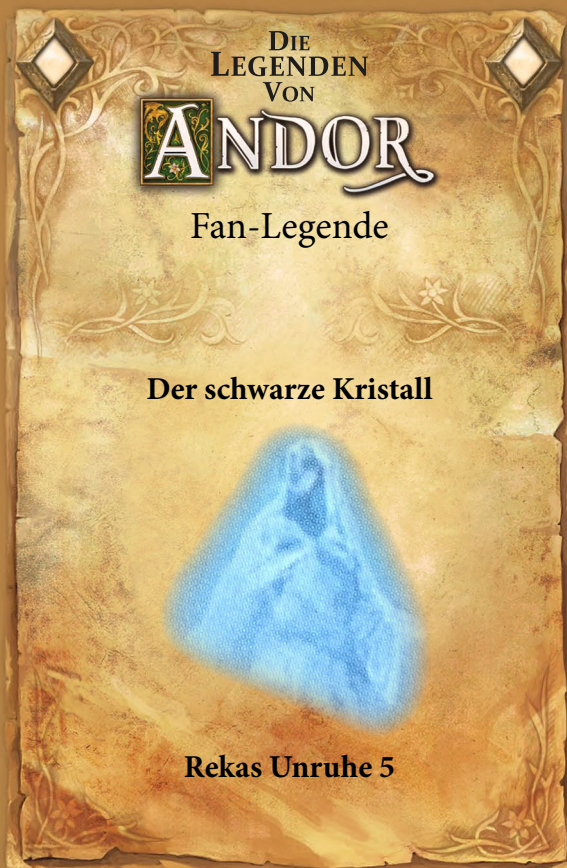 Die
Legenden
Von
Andor
Fan-Legende
Der schwarze Kristall
Rekas Unruhe 5